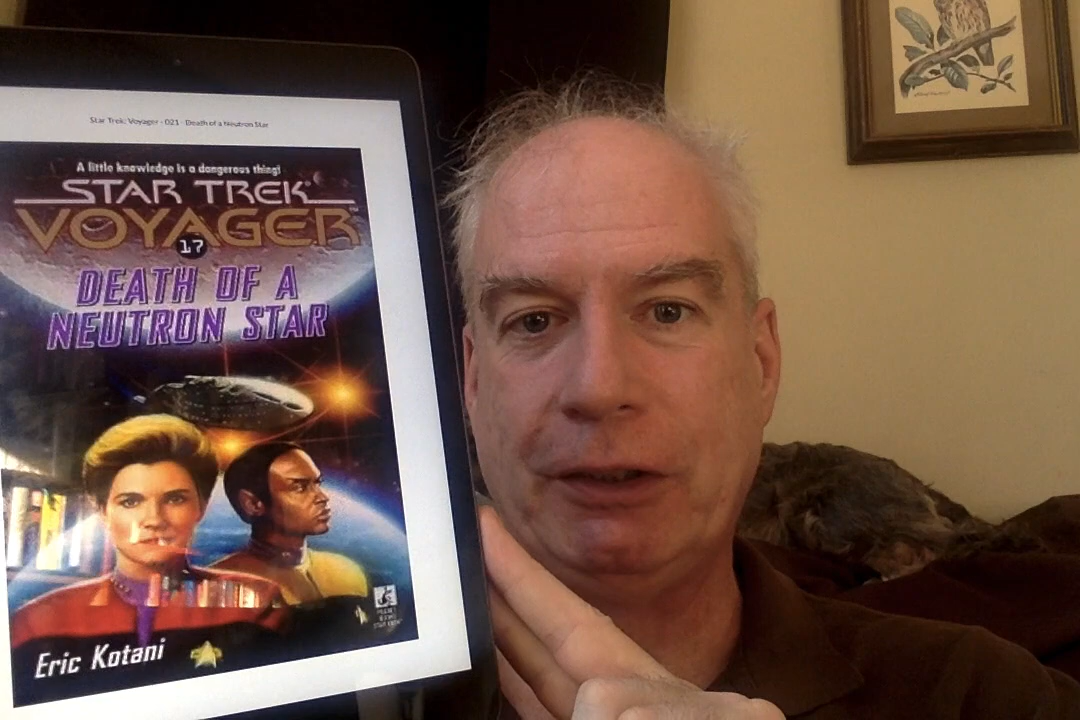 Star Trek: Voyager - 021 - Death of a Neutron Star
A little knowledge is a dangerous thing!
STAR TREK®
VOYAGER™
17
DEATH OF A
NEUTRON STAR
Eric Kotani